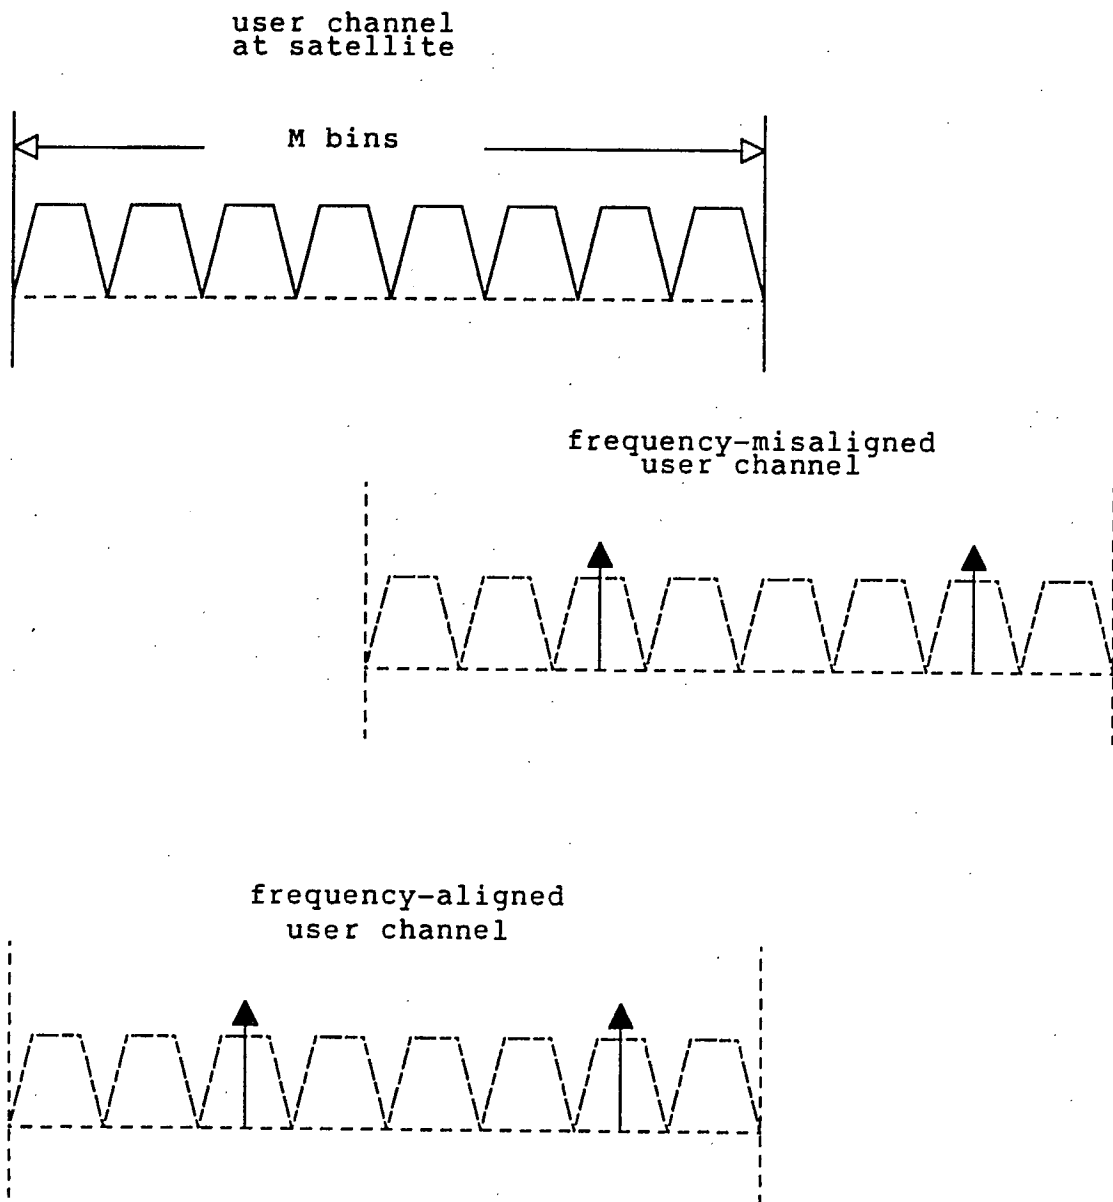 user channel
at satellite
M bins
frequency-misaligned
user channel
frequency-aligned
user channel